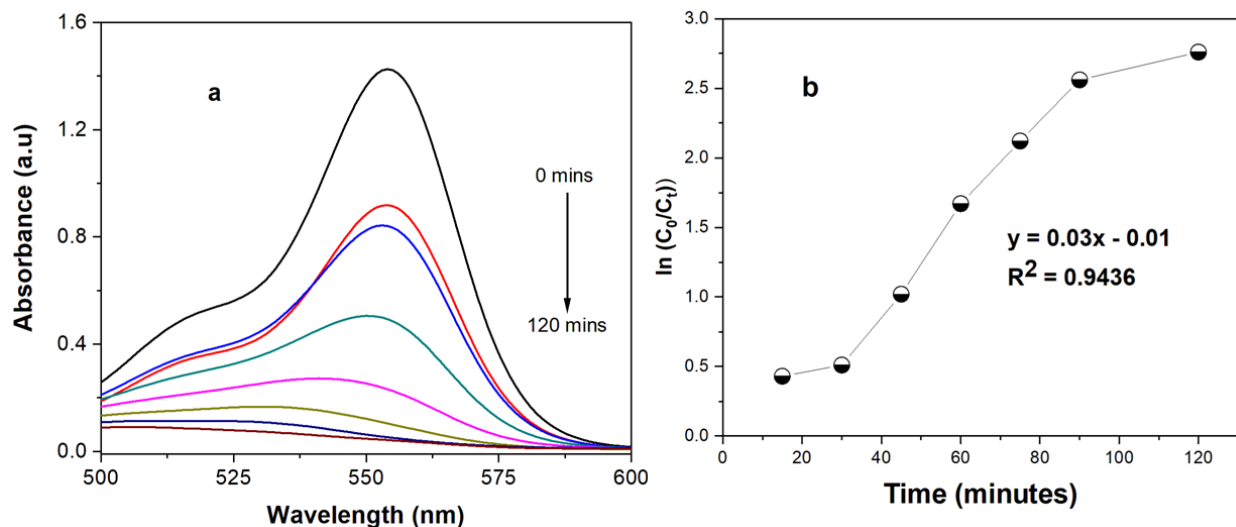 1.6
1.2
0.8
0.4
0.0
Absorbance (a.u)
a
0 mins
120 mins
500
525
550
575
600
Wavelength (nm)
3.0
2.5
2.0
1.5
1.0
0.5
0.0
ln (C₀/Cₜ))
b
y = 0.03x - 0.01
R² = 0.9436
0
20
40
60
80
100
120
Time (minutes)